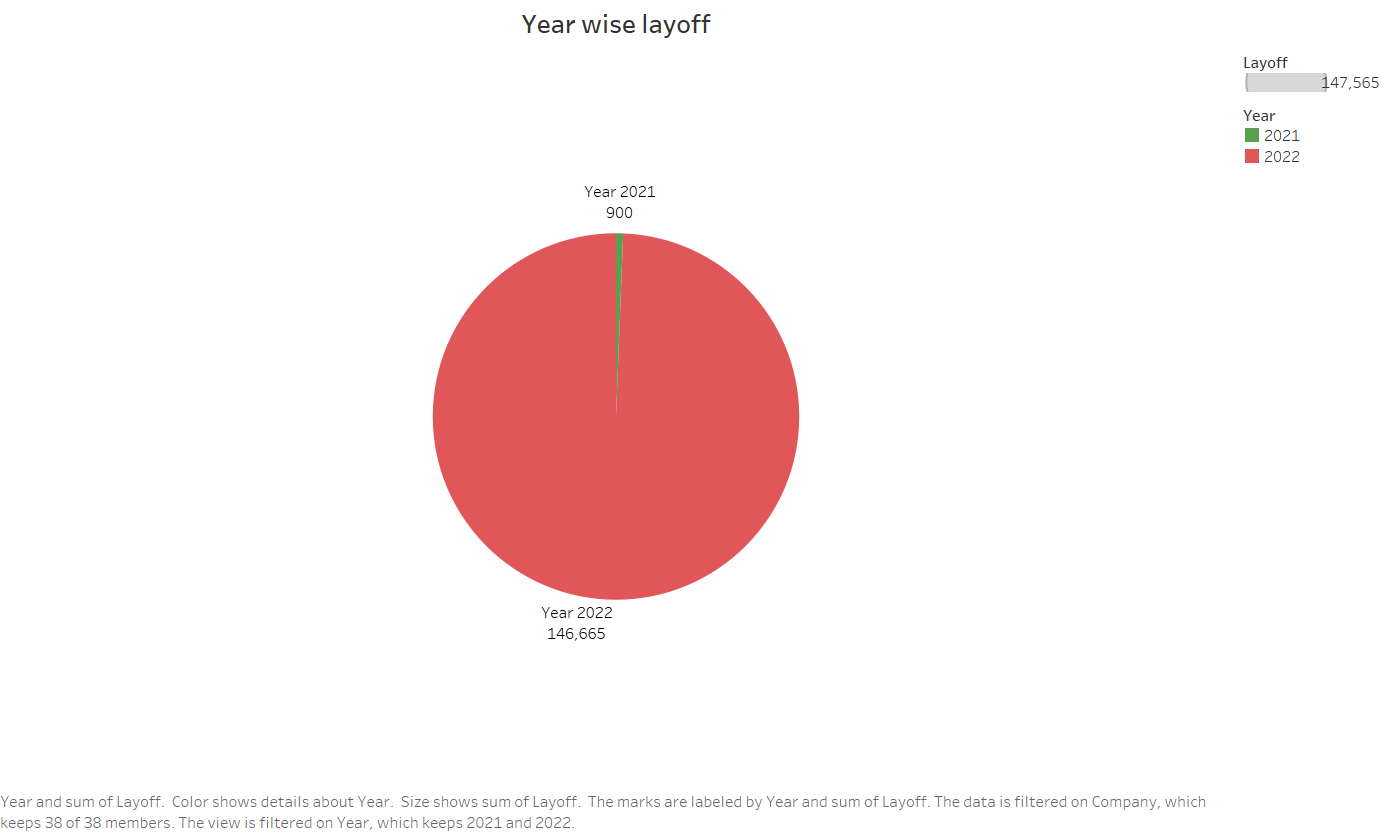 Year wise layoff
Layoff
147,565
Year
2021
2022
Year 2021
900
Year 2022
146,665
Year and sum of Layoff.  Color shows details about Year.  Size shows sum of Layoff.  The marks are labeled by Year and sum of Layoff. The data is filtered on Company, which
keeps 38 of 38 members. The view is filtered on Year, which keeps 2021 and 2022.